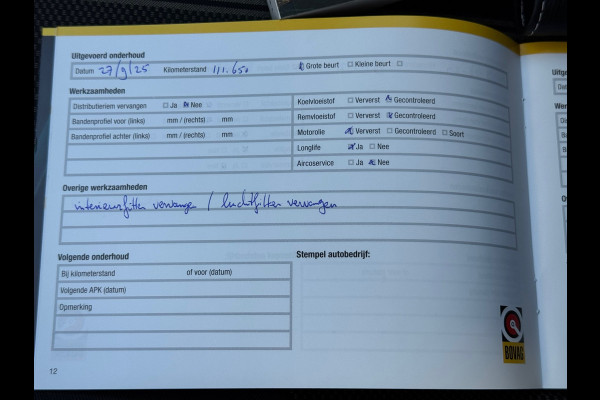 Uitgevoerd onderhoud
Datum 27/9/25 Kilometerstand 111.650 Grote beurt Kleine beurt
Werkzaamheden
Distributieriem vervangen Ja Nee
Bandenprofiel voor (links) mm / (rechts) mm
Bandenprofiel achter (links) mm / (rechts) mm
Koelvloeistof Ververst Gecontroleerd
Remvloeistof Ververst Gecontroleerd
Motorolie Ververst Gecontroleerd Soort
Longlife Ja Nee
Aircoservice Ja Nee
Overige werkzaamheden
interieurfilter vervangen / luchtfilter vervangen
Volgende onderhoud
Bij kilometerstand of voor (datum)
Volgende APK (datum)
Opmerking
Stempel autobedrijf:
BOVAG
12